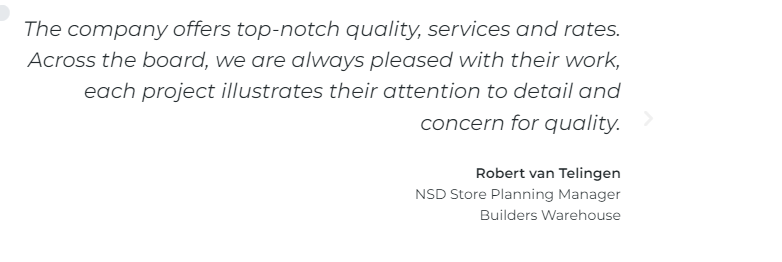 The company offers top-notch quality, services and rates.
Across the board, we are always pleased with their work,
each project illustrates their attention to detail and
concern for quality.
Robert van Telingen
NSD Store Planning Manager
Builders Warehouse